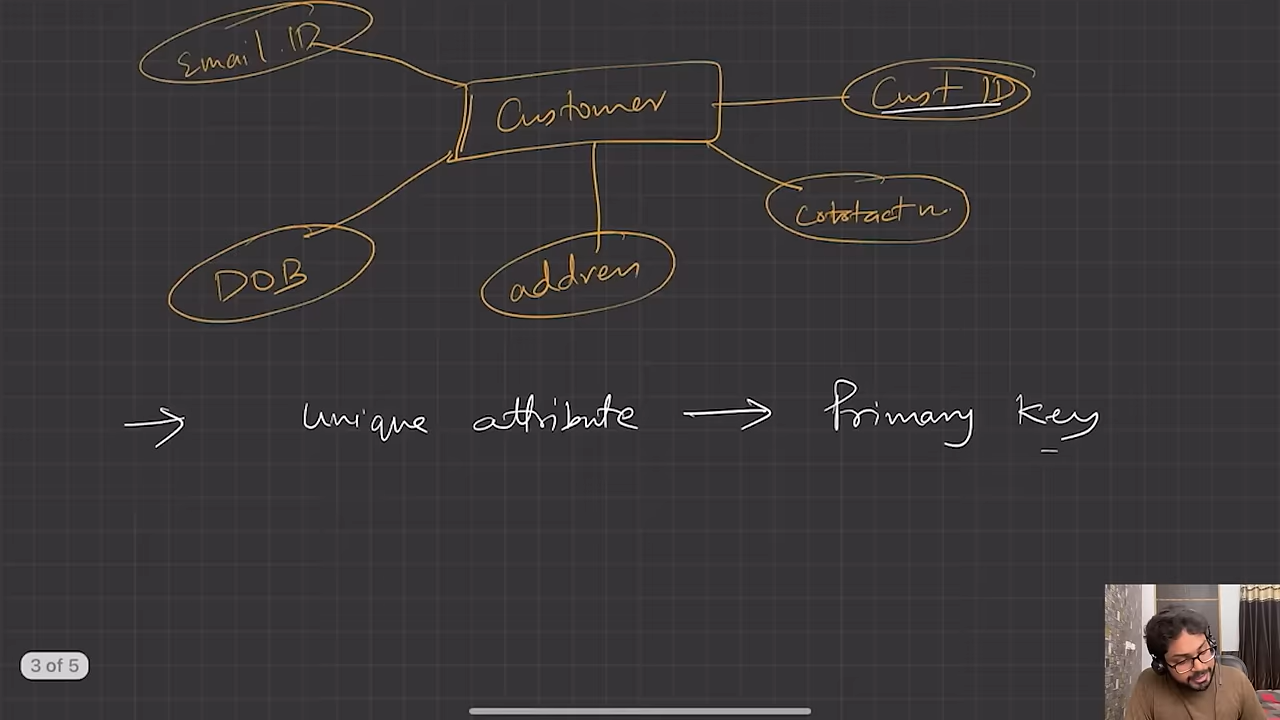 Email ID
Customer
Cust ID
contact n.
DOB
address
→ unique attribute → Primary key
3 of 5